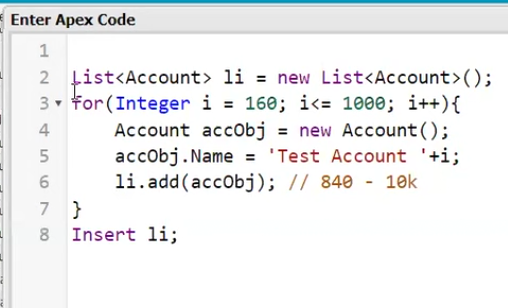 Enter Apex Code
1
2 List<Account> li = new List<Account>();
3 for(Integer i = 160; i<= 1000; i++){
4 Account accObj = new Account();
5 accObj.Name = 'Test Account '+i;
6 li.add(accObj); // 840 - 10k
7 }
8 Insert li;